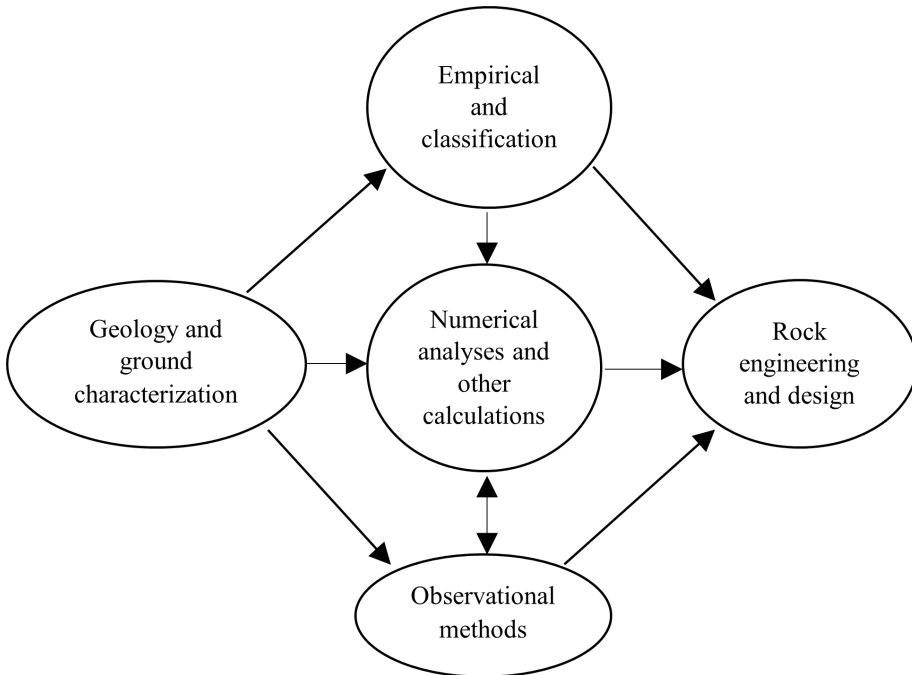 Empirical
and
classification
Geology and
ground
characterization
Numerical
analyses and
other
calculations
Rock
engineering
and design
Observational
methods